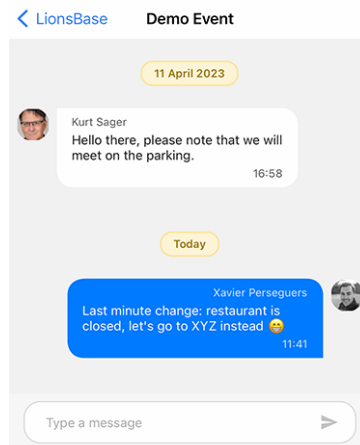 LionsBase Demo Event
11 April 2023
Kurt Sager
Hello there, please note that we will
meet on the parking.
16:58
Today
Xavier Perseguers
Last minute change: restaurant is
closed, let's go to XYZ instead 😁
11:41
Type a message